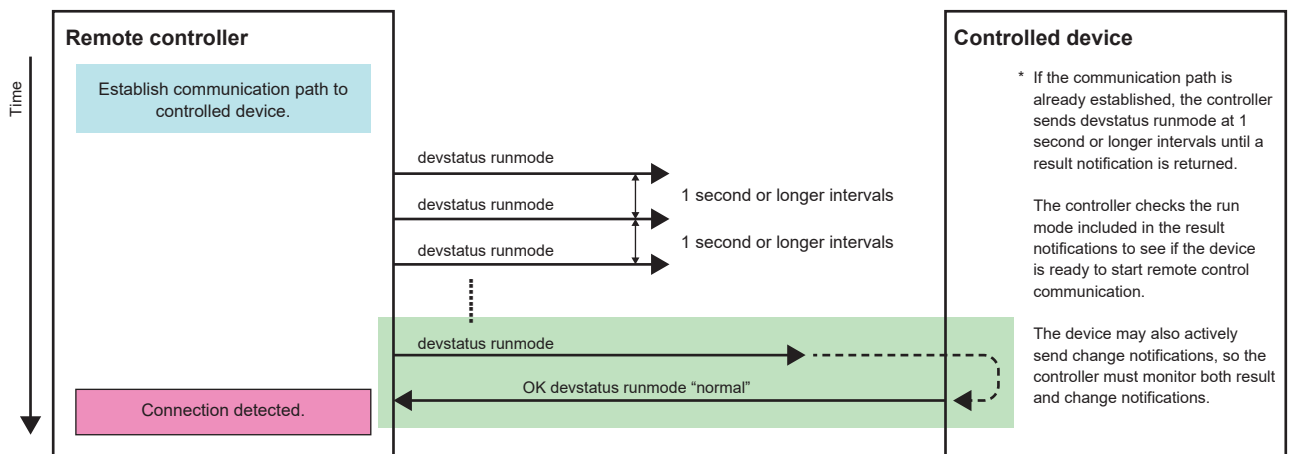 Remote controller
Controlled device
Time
Establish communication path to
controlled device.
devstatus runmode
1 second or longer intervals
devstatus runmode
1 second or longer intervals
devstatus runmode
devstatus runmode
OK devstatus runmode “normal”
Connection detected.
* If the communication path is
already established, the controller
sends devstatus runmode at 1
second or longer intervals until a
result notification is returned.
The controller checks the run
mode included in the result
notifications to see if the device
is ready to start remote control
communication.
The device may also actively
send change notifications, so the
controller must monitor both result
and change notifications.